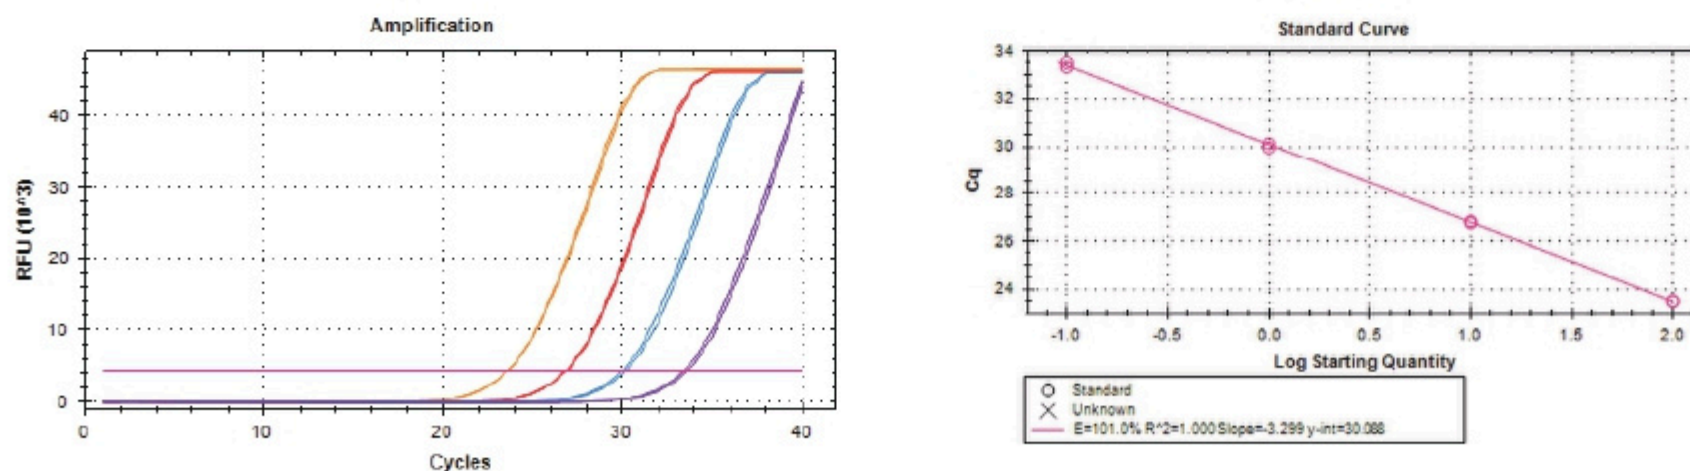 Amplification
RFU (10^3)
40
30
20
10
0
0
10
20
30
40
Cycles
Standard Curve
Cq
34
32
30
28
26
24
-1.0
-0.5
0.0
0.5
1.0
1.5
2.0
Log Starting Quantity
Standard
Unknown
E=101.0% R^2=1.000 Slope=-3.299 y-int=30.088